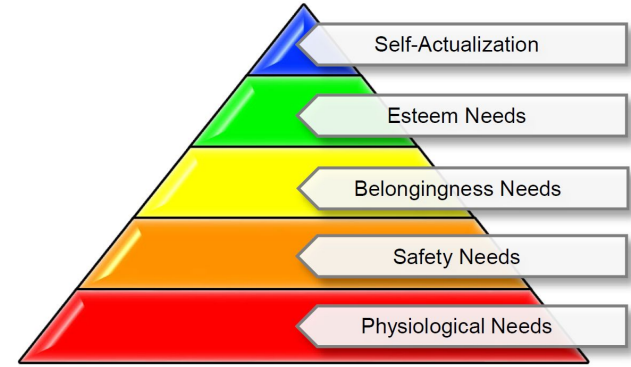 Self-Actualization
Esteem Needs
Belongingness Needs
Safety Needs
Physiological Needs